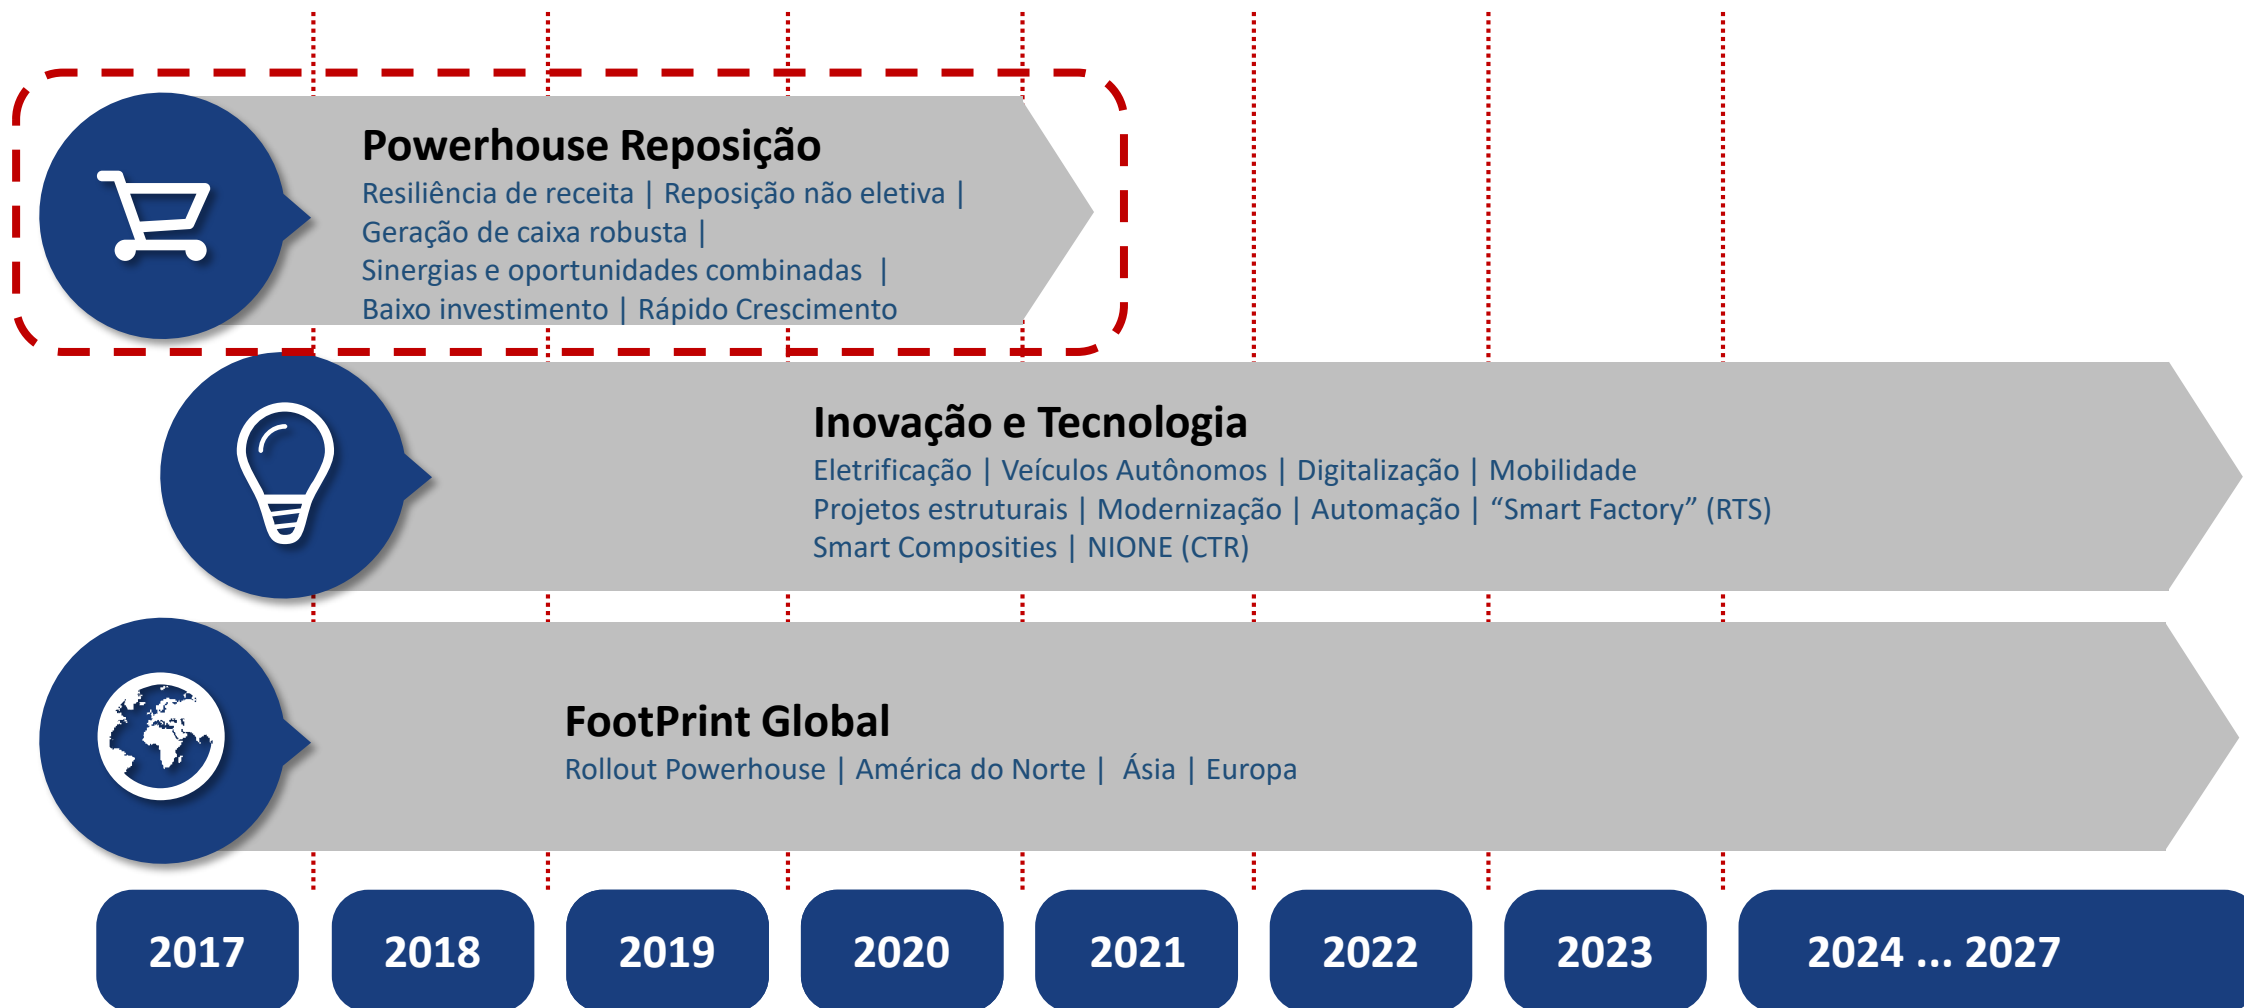 Powerhouse Reposição
Resiliência de receita | Reposição não eletiva |
Geração de caixa robusta |
Sinergias e oportunidades combinadas |
Baixo investimento | Rápido Crescimento
Inovação e Tecnologia
Eletrificação | Veículos Autônomos | Digitalização | Mobilidade
Projetos estruturais | Modernização | Automação | “Smart Factory” (RTS)
Smart Composities | NIONE (CTR)
FootPrint Global
Rollout Powerhouse | América do Norte | Ásia | Europa
2017 2018 2019 2020 2021 2022 2023 2024 ... 2027